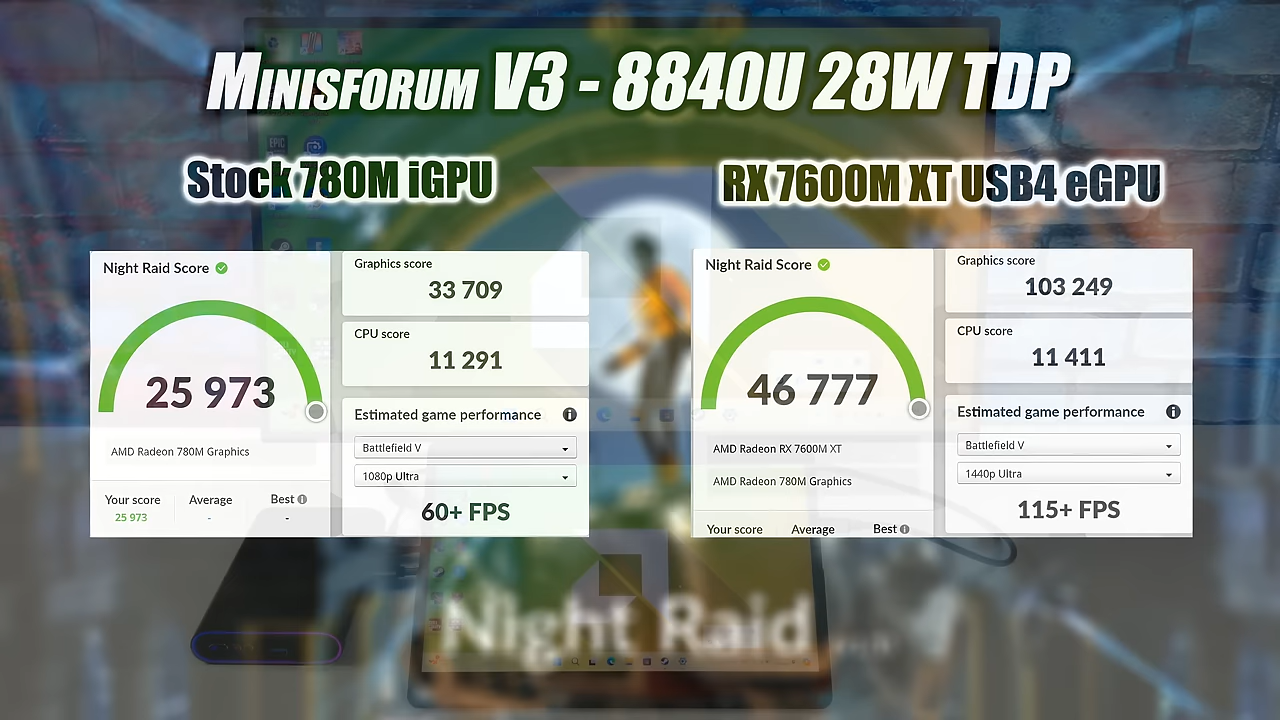 Minisforum V3 - 8840U 28W TDP
Stock 780M iGPU
Night Raid Score
25 973
AMD Radeon 780M Graphics
Your score Average Best
25 973 - -
Graphics score
33 709
CPU score
11 291
Estimated game performance
Battlefield V
1080p Ultra
60+ FPS
RX 7600M XT USB4 eGPU
Night Raid Score
46 777
AMD Radeon RX 7600M XT
AMD Radeon 780M Graphics
Your score Average Best
Graphics score
103 249
CPU score
11 411
Estimated game performance
Battlefield V
1440p Ultra
115+ FPS
EPIC
Night Raid